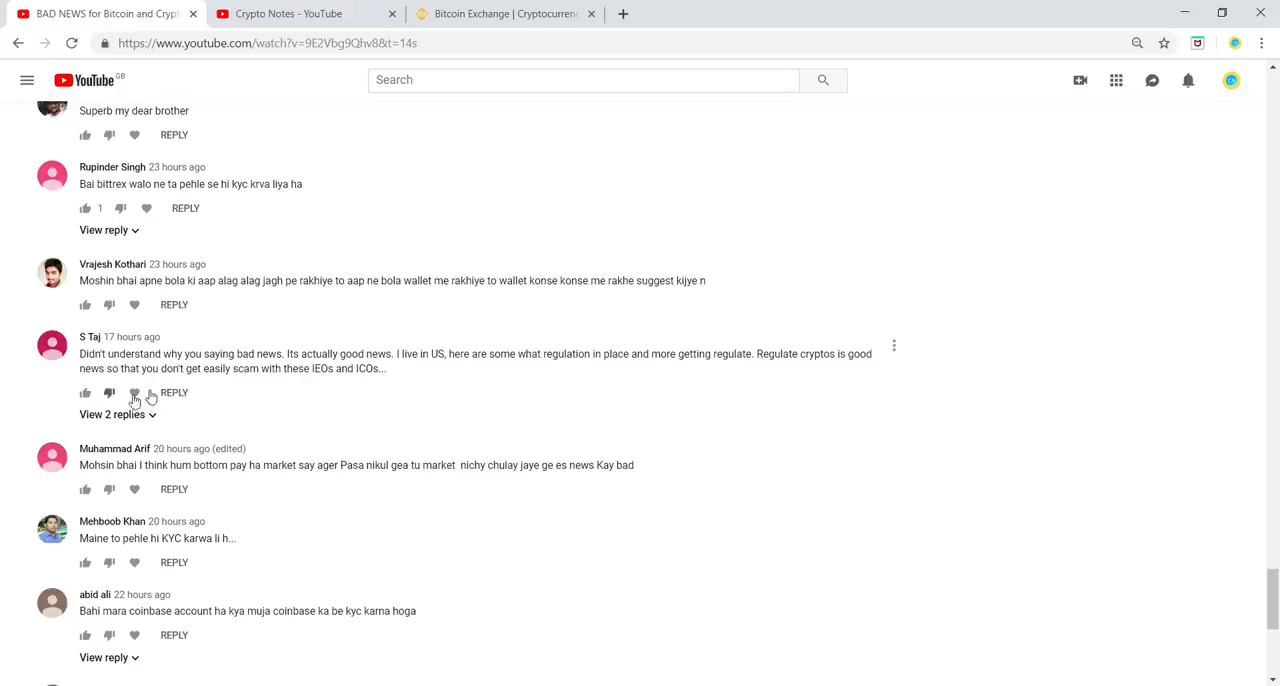 BAD NEWS for Bitcoin and Crypt
Crypto Notes - YouTube
Bitcoin Exchange | Cryptocurrenc
https://www.youtube.com/watch?v=9E2Vbg9Qhv8&t=14s
YouTube GB
Search
Superb my dear brother
REPLY
Rupinder Singh 23 hours ago
Bai bittrex walo ne ta pehle se hi kyc krva liya ha
1 REPLY
View reply
Vrajesh Kothari 23 hours ago
Moshin bhai apne bola ki aap alag alag jagh pe rakhiye to aap ne bola wallet me rakhiye to wallet konse konse me rakhe suggest kijye n
REPLY
S Taj 17 hours ago
Didn't understand why you saying bad news. Its actually good news. I live in US, here are some what regulation in place and more getting regulate. Regulate cryptos is good
news so that you don't get easily scam with these IEOs and ICOs...
REPLY
View 2 replies
Muhammad Arif 20 hours ago (edited)
Mohsin bhai I think hum bottom pay ha market say ager Pasa nikul gea tu market nichy chulay jaye ge es news Kay bad
REPLY
Mehboob Khan 20 hours ago
Maine to pehle hi KYC karwa li h...
REPLY
abid ali 22 hours ago
Bahi mara coinbase account ha kya muja coinbase ka be kyc karna hoga
REPLY
View reply